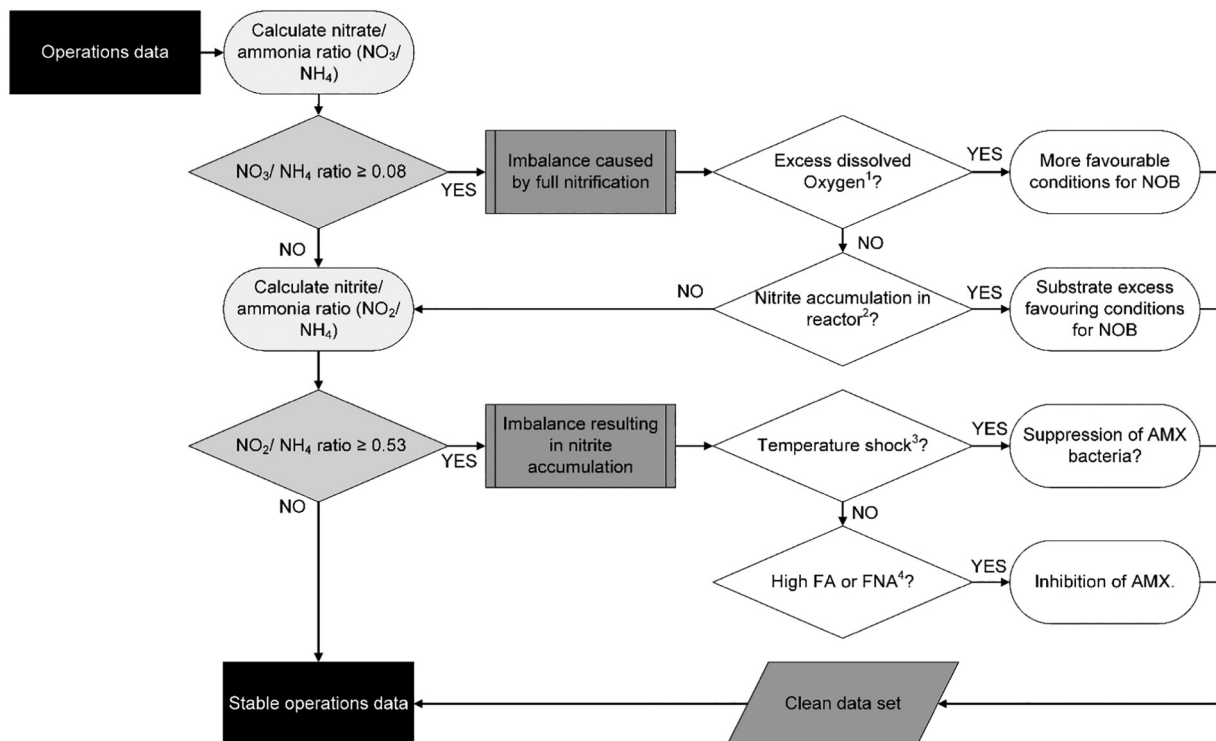 Operations data
Calculate nitrate/
ammonia ratio (NO₃/
NH₄)
NO₃/ NH₄ ratio ≥ 0.08
YES
Imbalance caused
by full nitrification
Excess dissolved
Oxygen¹?
YES
More favourable
conditions for NOB
NO
NO
Calculate nitrite/
ammonia ratio (NO₂/
NH₄)
NO
Nitrite accumulation in
reactor²?
YES
Substrate excess
favouring conditions
for NOB
NO₂/ NH₄ ratio ≥ 0.53
YES
Imbalance resulting
in nitrite
accumulation
Temperature shock³?
YES
Suppression of AMX
bacteria?
NO
NO
High FA or FNA⁴?
YES
Inhibition of AMX.
Stable operations data
Clean data set